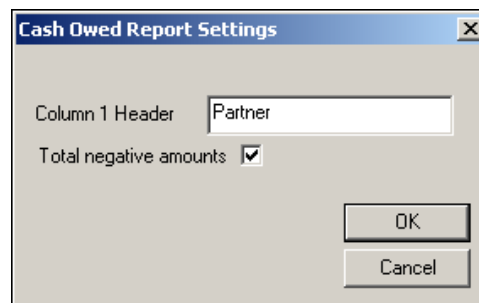 Cash Owed Report Settings
Column 1 Header Partner
Total negative amounts
OK
Cancel